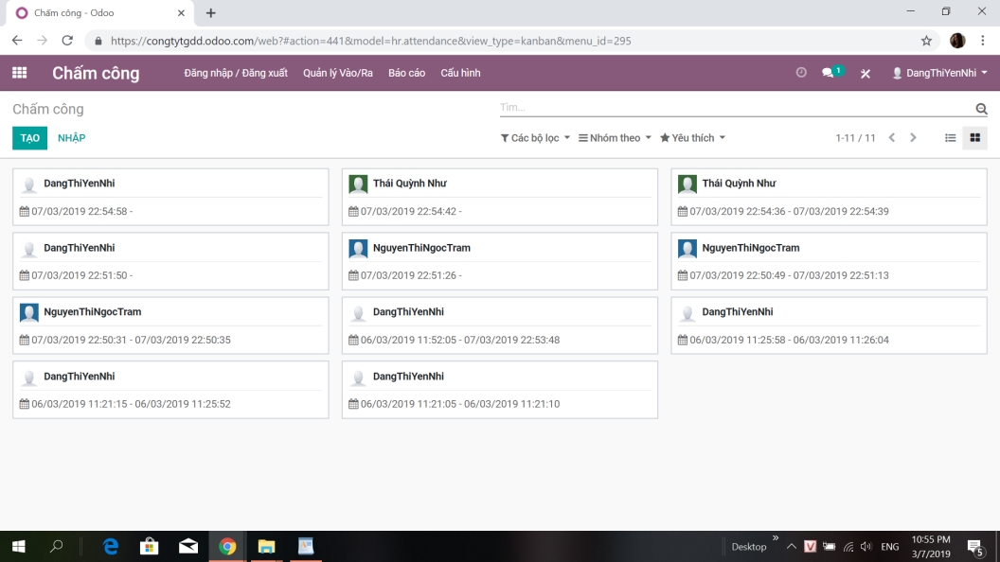 Chấm công - Odoo
https://congtytgdd.odoo.com/web?#action=441&model=hr.attendance&view_type=kanban&menu_id=295
Chấm công Đăng nhập / Đăng xuất Quản lý Vào/Ra Báo cáo Cấu hình 1 DangThiYenNhi
Chấm công Tìm...
TẠO NHẬP Các bộ lọc Nhóm theo Yêu thích 1-11 / 11
DangThiYenNhi Thái Quỳnh Như Thái Quỳnh Như
07/03/2019 22:54:58 - 07/03/2019 22:54:42 - 07/03/2019 22:54:36 - 07/03/2019 22:54:39
DangThiYenNhi NguyenThiNgocTram NguyenThiNgocTram
07/03/2019 22:51:50 - 07/03/2019 22:51:26 - 07/03/2019 22:50:49 - 07/03/2019 22:51:13
NguyenThiNgocTram DangThiYenNhi DangThiYenNhi
07/03/2019 22:50:31 - 07/03/2019 22:50:35 06/03/2019 11:52:05 - 07/03/2019 22:53:48 06/03/2019 11:25:58 - 06/03/2019 11:26:04
DangThiYenNhi DangThiYenNhi
06/03/2019 11:21:15 - 06/03/2019 11:25:52 06/03/2019 11:21:05 - 06/03/2019 11:21:10
Desktop ENG 10:55 PM
3/7/2019 5